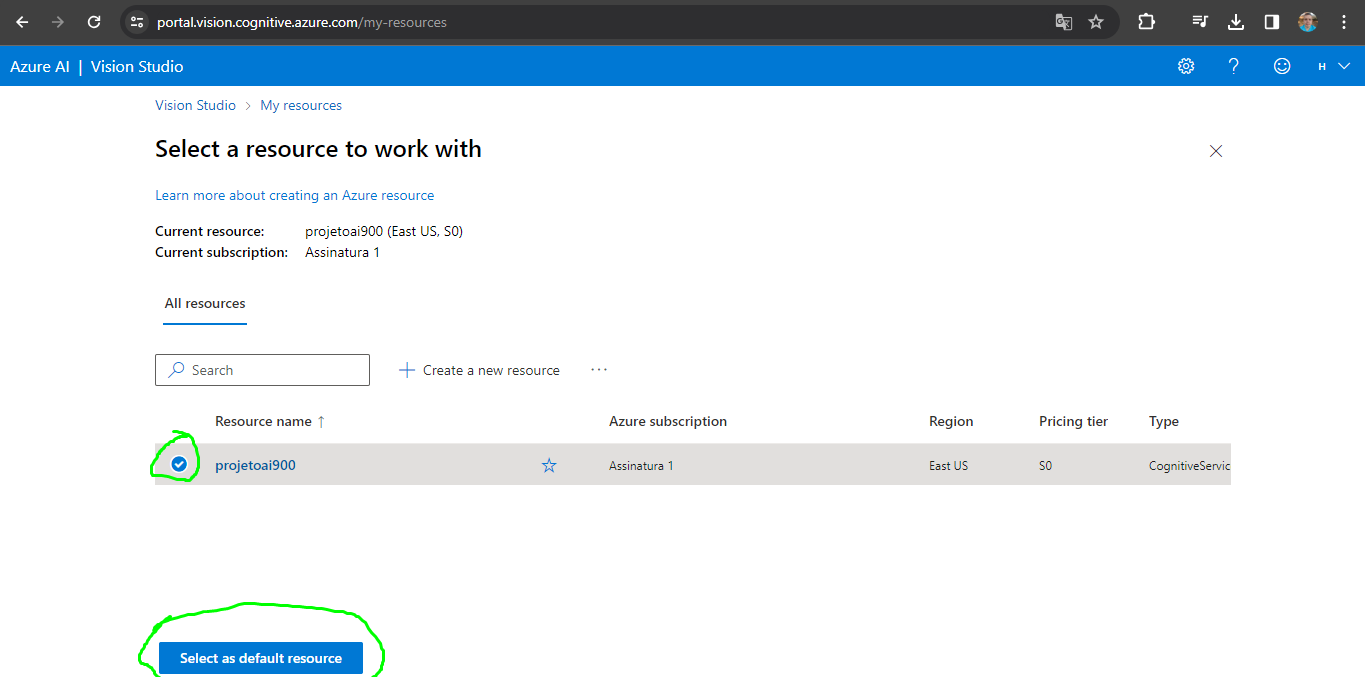 portal.vision.cognitive.azure.com/my-resources
Azure AI | Vision Studio
H
Vision Studio > My resources
Select a resource to work with
Learn more about creating an Azure resource
Current resource: projetoai900 (East US, S0)
Current subscription: Assinatura 1
All resources
Search + Create a new resource ...
Resource name ↑ Azure subscription Region Pricing tier Type
projetoai900 Assinatura 1 East US S0 CognitiveServic
Select as default resource